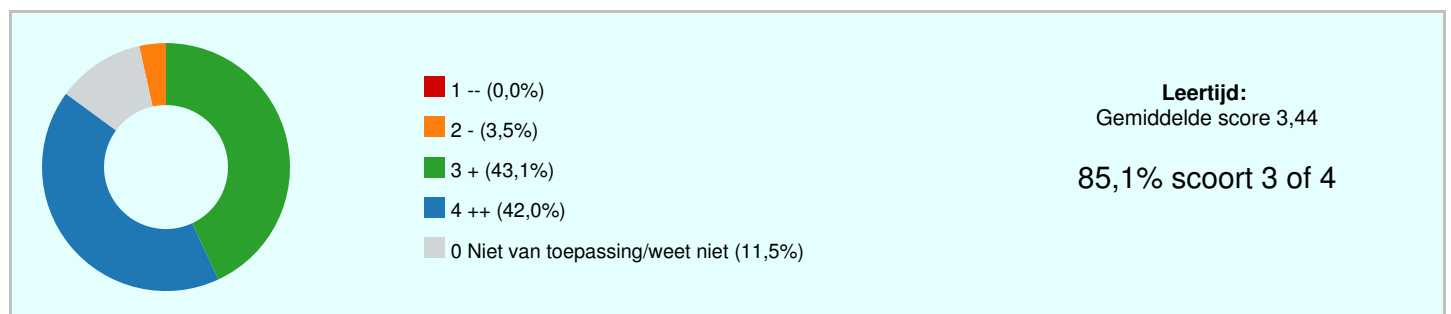 1 -- (0,0%)
2 - (3,5%)
3 + (43,1%)
4 ++ (42,0%)
0 Niet van toepassing/weet niet (11,5%)
Leertijd:
Gemiddelde score 3,44
85,1% scoort 3 of 4